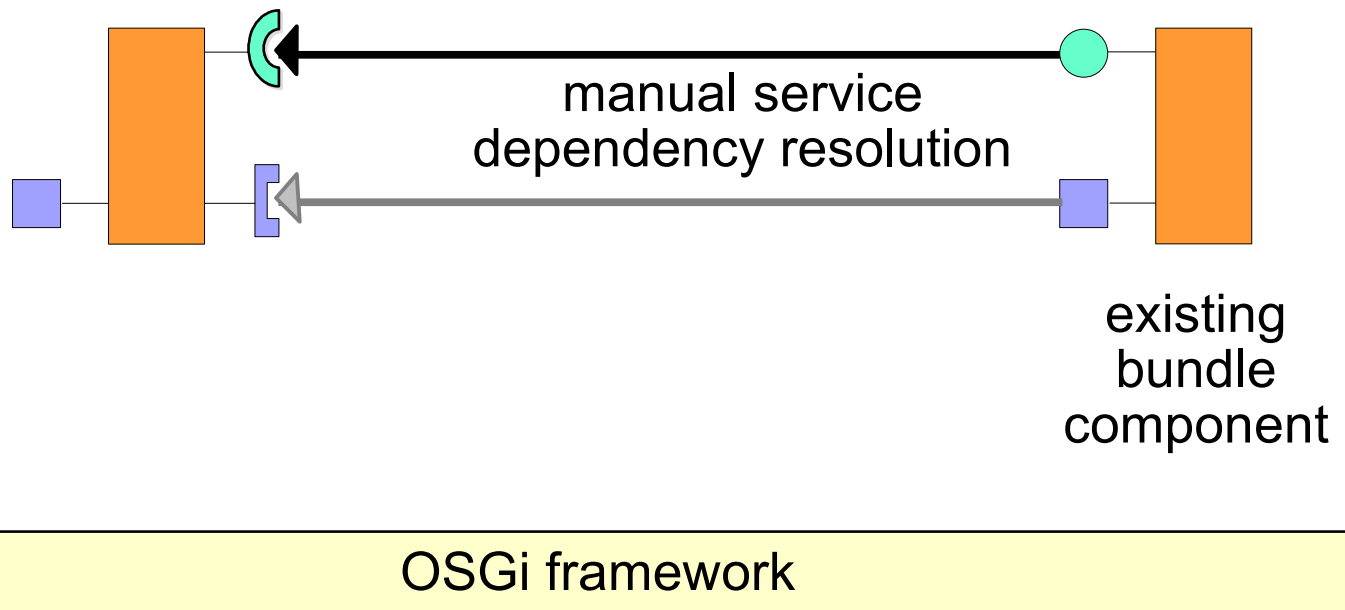 manual service
dependency resolution
existing
bundle
component
OSGi framework